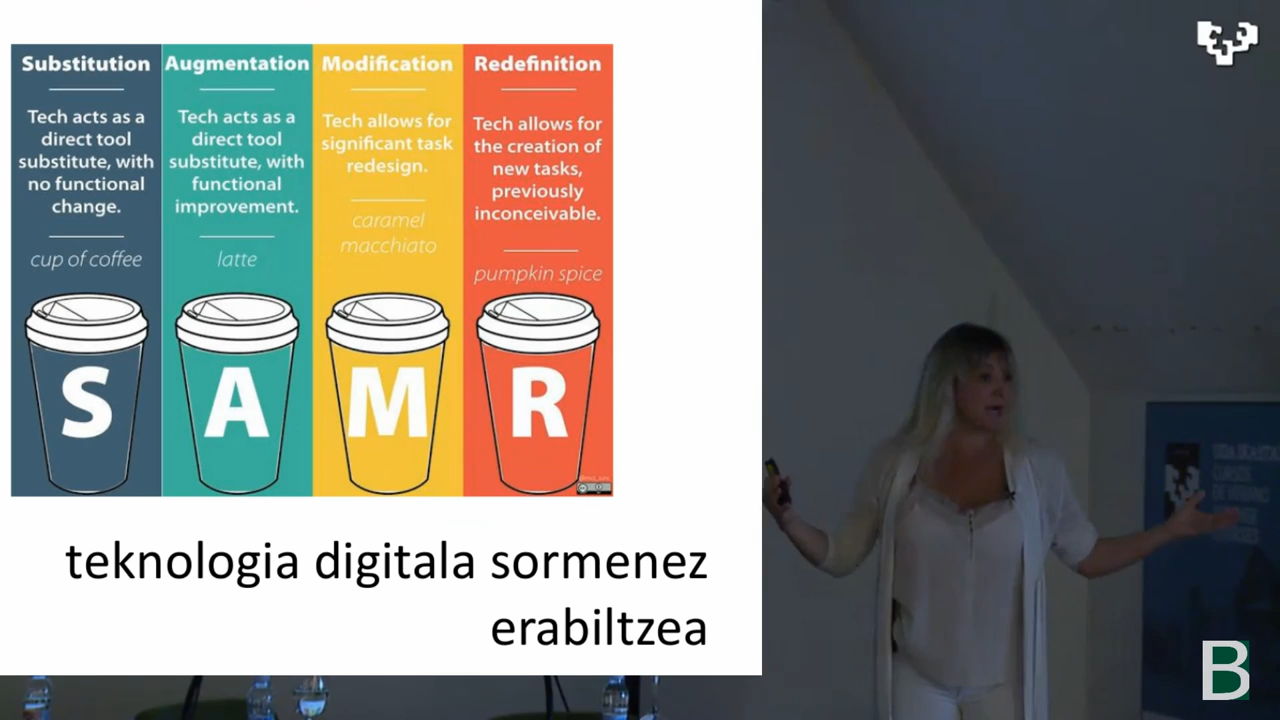 Substitution
Tech acts as a
direct tool
substitute, with
no functional
change.
cup of coffee
S
Augmentation
Tech acts as a
direct tool
substitute, with
functional
improvement.
latte
A
Modification
Tech allows for
significant task
redesign.
caramel
macchiato
M
Redefinition
Tech allows for
the creation of
new tasks,
previously
inconceivable.
pumpkin spice
R
teknologia digitala sormenez
erabiltzea
B